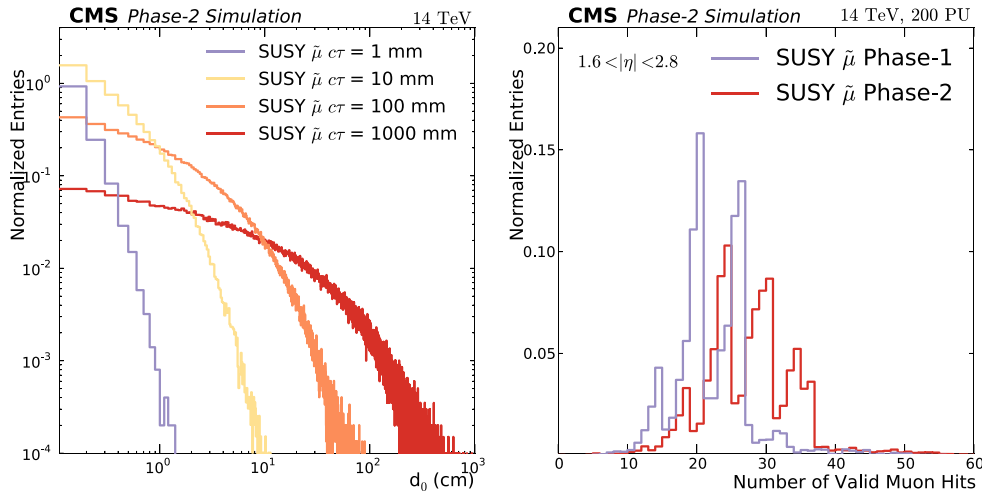 CMS Phase-2 Simulation 14 TeV
SUSY μ̃ cτ = 1 mm
SUSY μ̃ cτ = 10 mm
SUSY μ̃ cτ = 100 mm
SUSY μ̃ cτ = 1000 mm
Normalized Entries
10⁰
10⁻¹
10⁻²
10⁻³
10⁻⁴
10⁰ 10¹ 10² 10³
d₀ (cm)
CMS Phase-2 Simulation 14 TeV, 200 PU
1.6 <|η| <2.8
SUSY μ̃ Phase-1
SUSY μ̃ Phase-2
Normalized Entries
0.20
0.15
0.10
0.05
0 10 20 30 40 50 60
Number of Valid Muon Hits